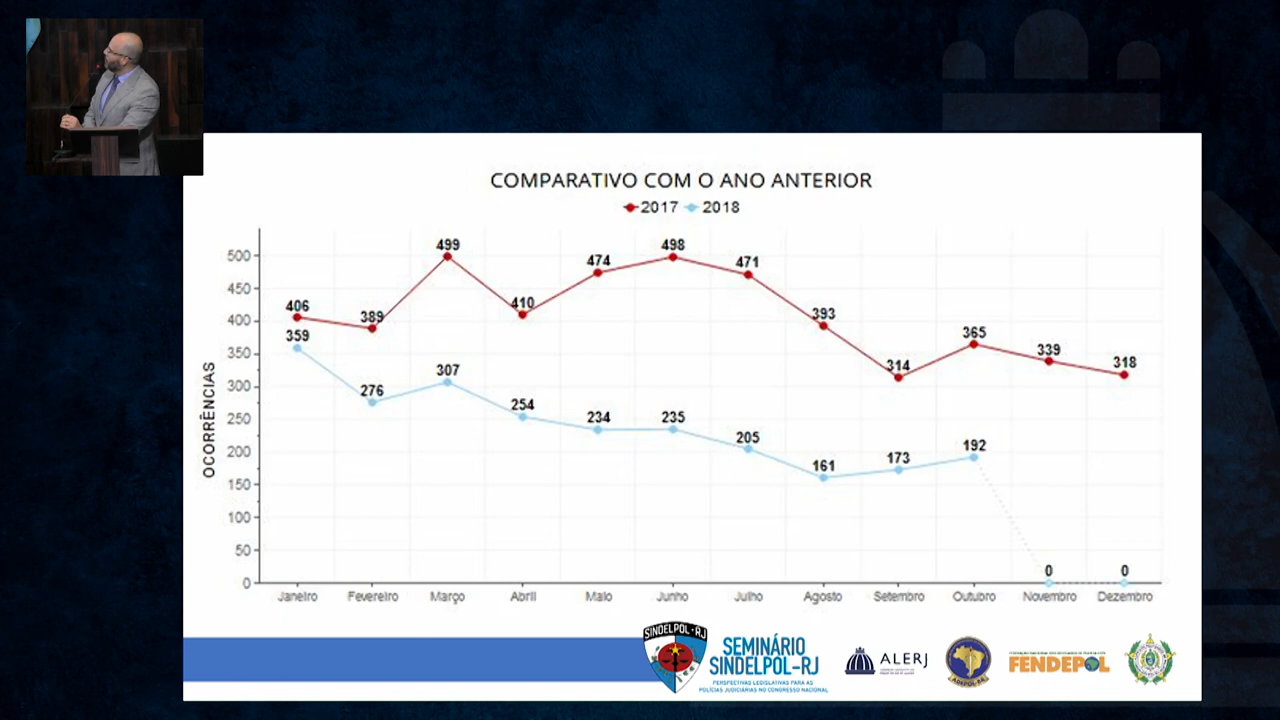 COMPARATIVO COM O ANO ANTERIOR
2017 2018
OCORRÊNCIAS
500
450
400
350
300
250
200
150
100
50
0
406 389 499 410 474 498 471 393 314 365 339 318
359 276 307 254 234 235 205 161 173 192 0 0
Janeiro Fevereiro Março Abril Maio Junho Julho Agosto Setembro Outubro Novembro Dezembro
SINDELPOL-RJ
SEMINÁRIO
SINDELPOL-RJ
PERSPECTIVAS LEGISLATIVAS PARA AS
POLÍCIAS JUDICIÁRIAS NO CONGRESSO NACIONAL
ALERJ
ADEPOL-RJ
FENDEPOL